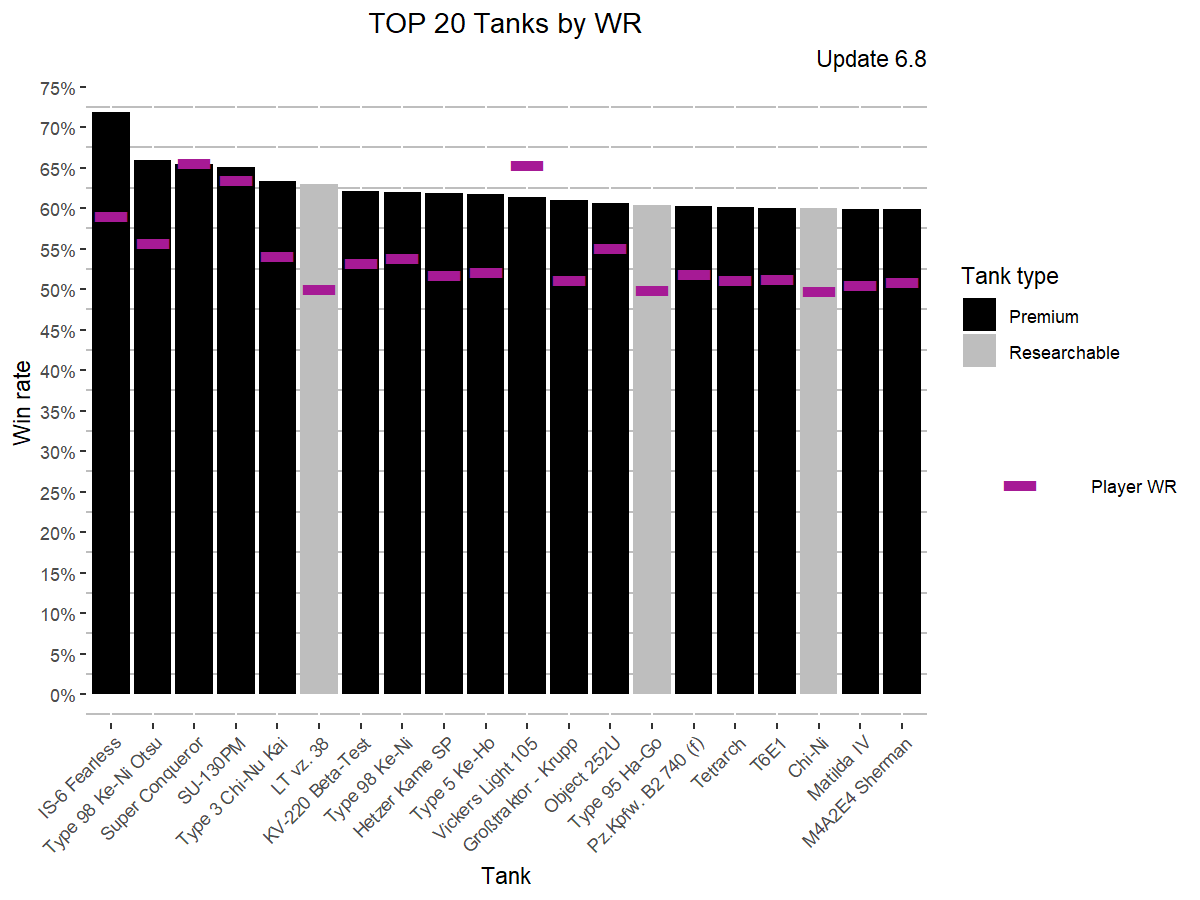 TOP 20 Tanks by WR
Update 6.8
75%
70%
65%
60%
55%
50%
45%
40%
35%
30%
25%
20%
15%
10%
5%
0%
Win rate
IS-6 Fearless
Type 98 Ke-Ni Otsu
Super Conqueror
SU-130PM
Type 3 Chi-Nu Kai
LT vz. 38
KV-220 Beta-Test
Type 98 Ke-Ni
Hetzer Kame SP
Type 5 Ke-Ho
Vickers Light 105
Großtraktor - Krupp
Object 252U
Type 95 Ha-Go
Pz.Kpfw. B2 740 (f)
Tetrarch
T6E1
Chi-Ni
Matilda IV
M4A2E4 Sherman
Tank
Tank type
Premium
Researchable
Player WR